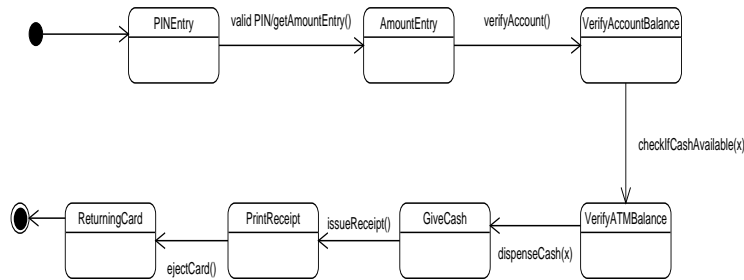 PINEntry
valid PIN/getAmountEntry()
AmountEntry
verifyAccount()
VerifyAccountBalance
checkIfCashAvailable(x)
ReturningCard
ejectCard()
PrintReceipt
issueReceipt()
GiveCash
dispenseCash(x)
VerifyATMBalance